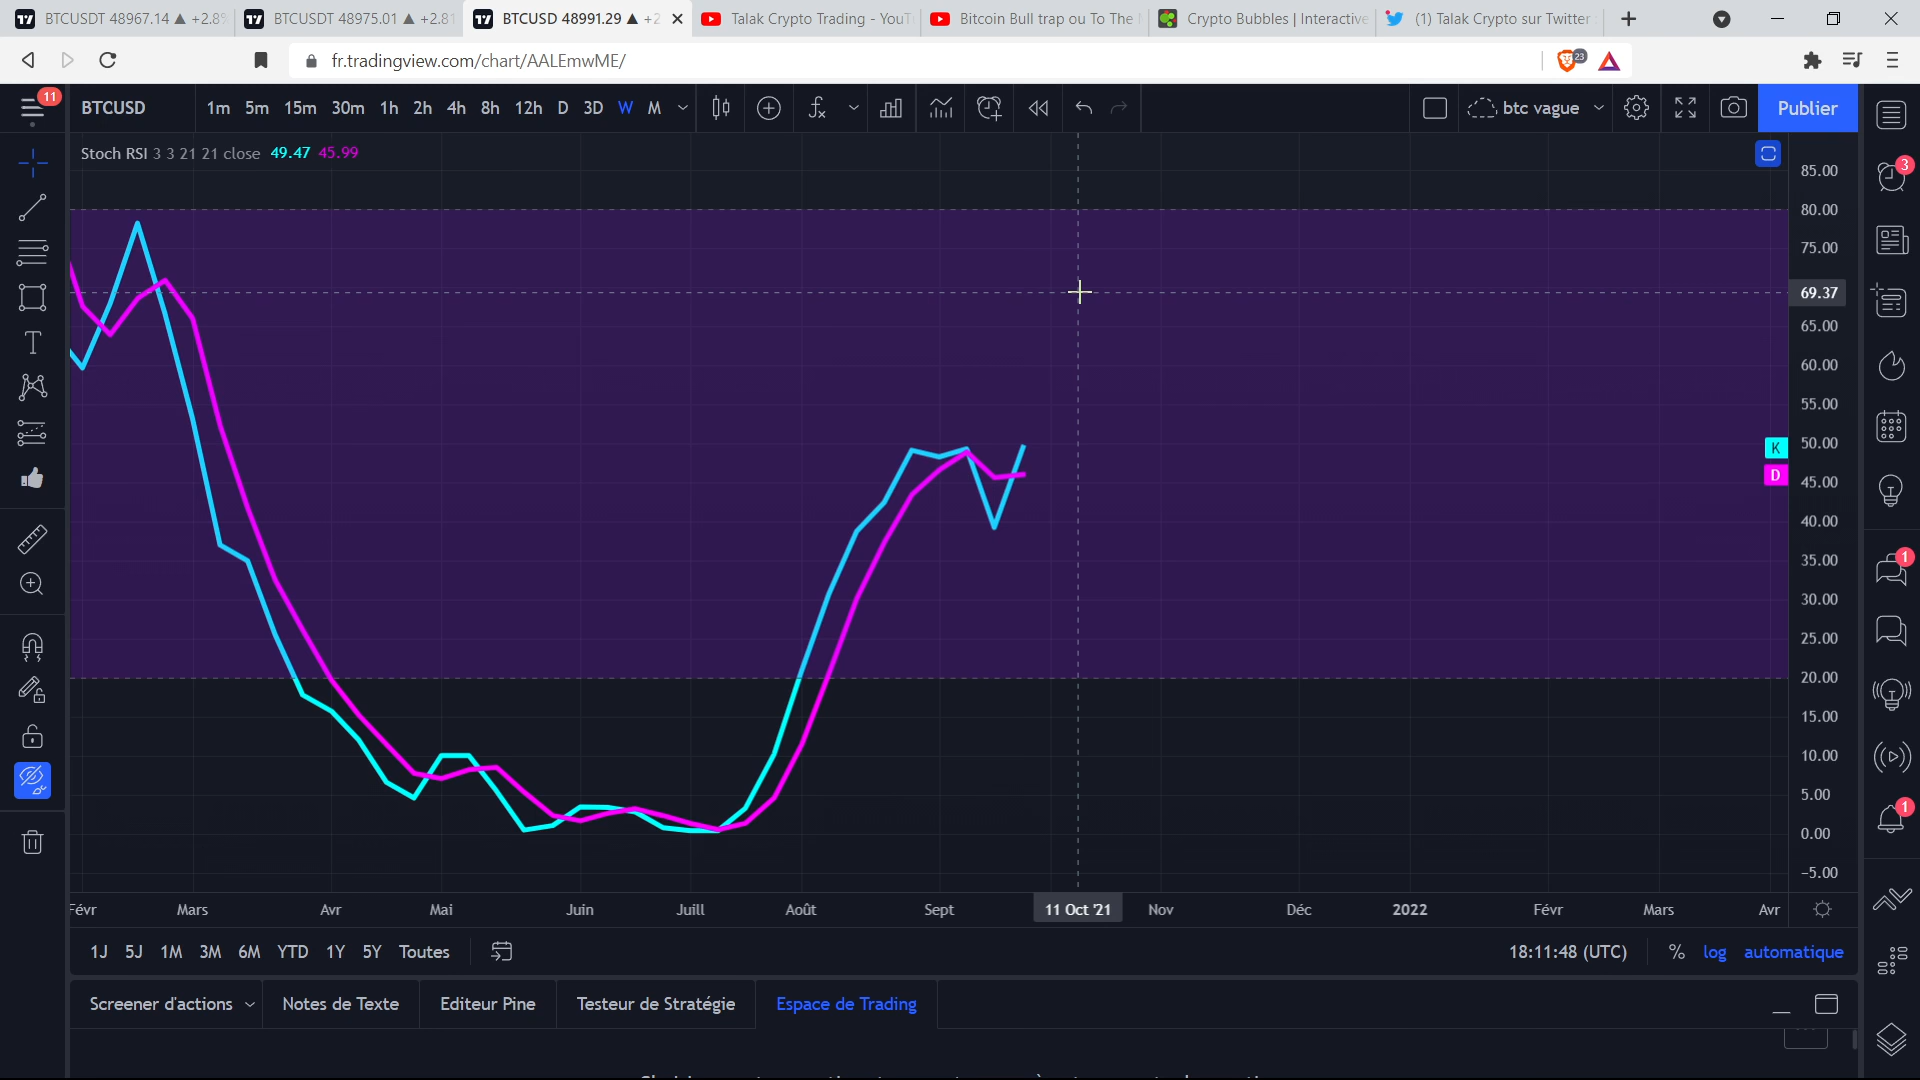 BTCUSDT 48967.14 ▲ +2.8%
BTCUSDT 48975.01 ▲ +2.81
BTCUSD 48991.29 ▲ +2
Talak Crypto Trading - YouT
Bitcoin Bull trap ou To The
Crypto Bubbles | Interactive
(1) Talak Crypto sur Twitter
fr.tradingview.com/chart/AALEmwME/
23
11
BTCUSD 1m 5m 15m 30m 1h 2h 4h 8h 12h D 3D W M
btc vague
Publier
Stoch RSI 3 3 21 21 close 49.47 45.99
85.00
80.00
75.00
69.37
65.00
60.00
55.00
50.00
K
D
45.00
40.00
35.00
30.00
25.00
20.00
15.00
10.00
5.00
0.00
-5.00
3
1
1
Févr Mars Avr Mai Juin Juill Août Sept 11 Oct '21 Nov Déc 2022 Févr Mars Avr
1J 5J 1M 3M 6M YTD 1Y 5Y Toutes
18:11:48 (UTC) % log automatique
Screener d'actions Notes de Texte Editeur Pine Testeur de Stratégie Espace de Trading